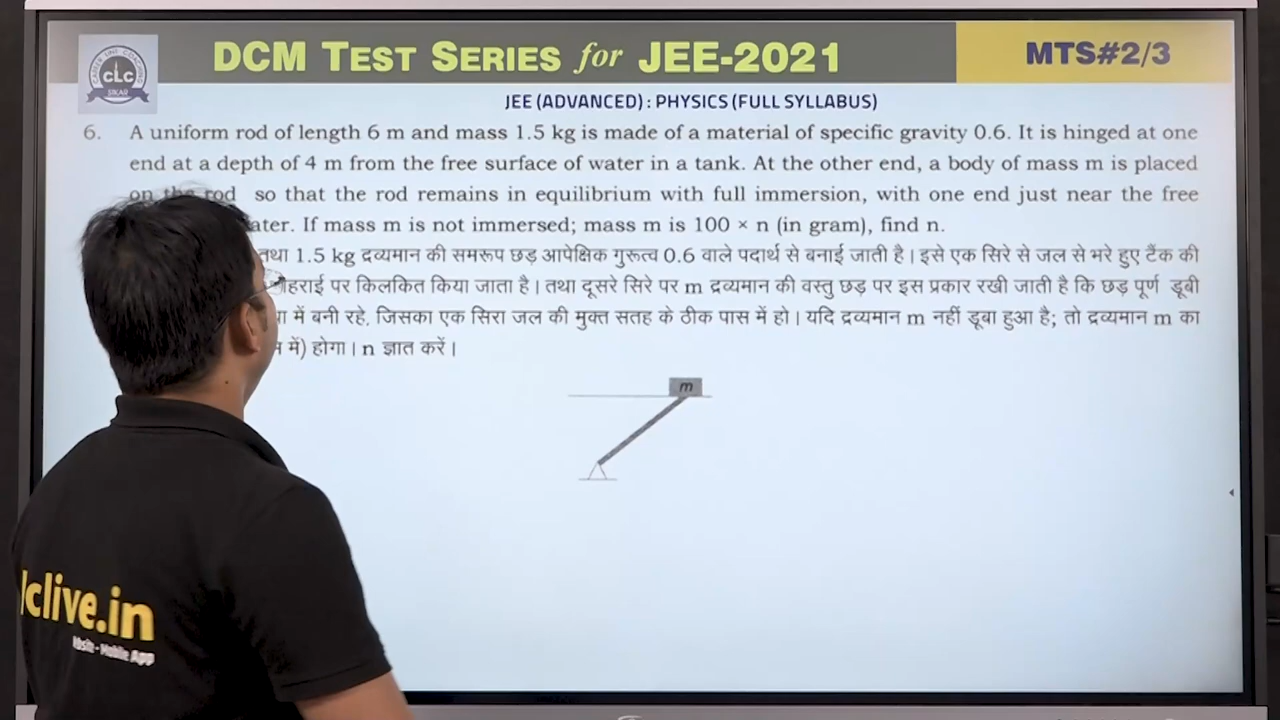 DCM TEST SERIES for JEE-2021
MTS#2/3
CLC
SIKAR
JEE (ADVANCED) : PHYSICS (FULL SYLLABUS)
6. A uniform rod of length 6 m and mass 1.5 kg is made of a material of specific gravity 0.6. It is hinged at one
end at a depth of 4 m from the free surface of water in a tank. At the other end, a body of mass m is placed
on the rod so that the rod remains in equilibrium with full immersion, with one end just near the free
ater. If mass m is not immersed; mass m is 100 × n (in gram), find n.
तथा 1.5 kg द्रव्यमान की समरूप छड़ आपेक्षिक गुरूत्व 0.6 वाले पदार्थ से बनाई जाती है। इसे एक सिरे से जल से भरे हुए टैंक की
हराई पर किलकित किया जाता है। तथा दूसरे सिरे पर m द्रव्यमान की वस्तु छड़ पर इस प्रकार रखी जाती है कि छड़ पूर्ण डूबी
में बनी रहे, जिसका एक सिरा जल की मुक्त सतह के ठीक पास में हो। यदि द्रव्यमान m नहीं डूबा हुआ है; तो द्रव्यमान m का
में) होगा। n ज्ञात करें।
m
lclive.in